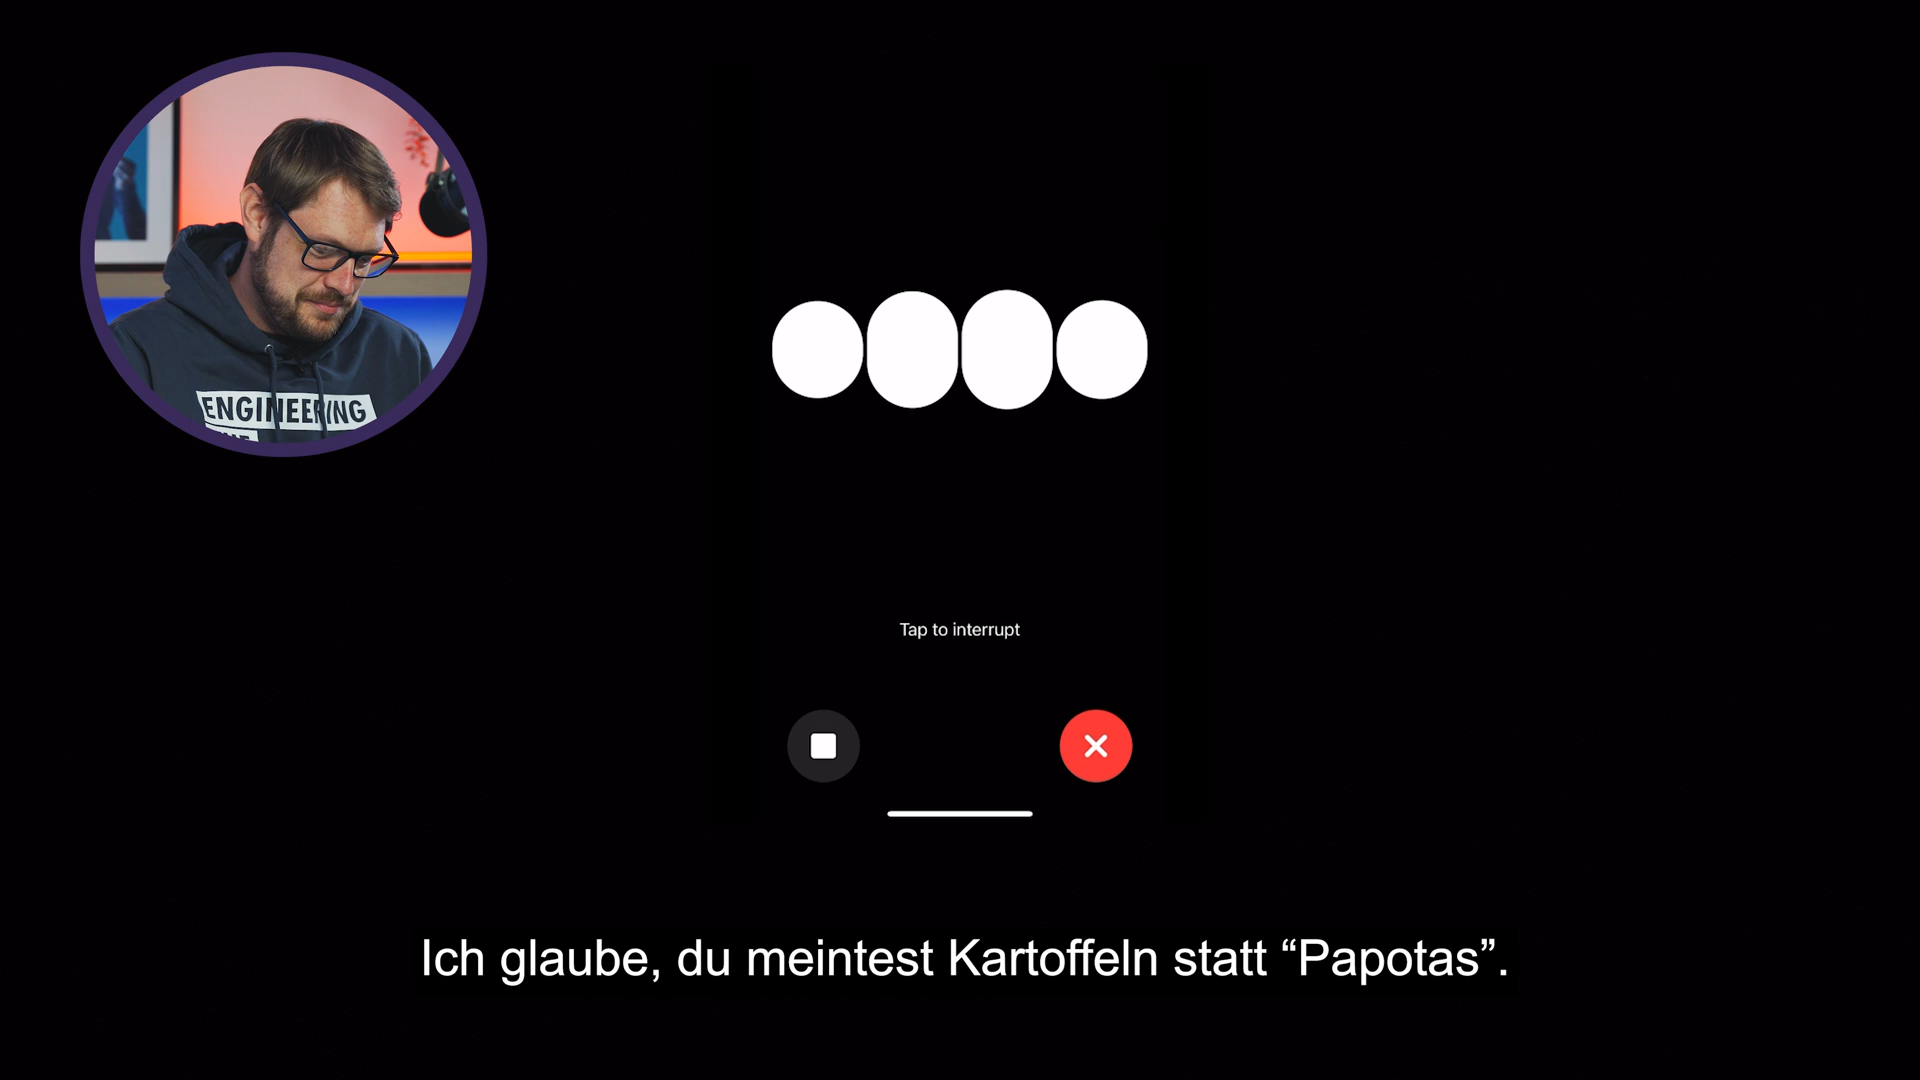 ENGINEERING
Tap to interrupt
Ich glaube, du meintest Kartoffeln statt “Papotas”.